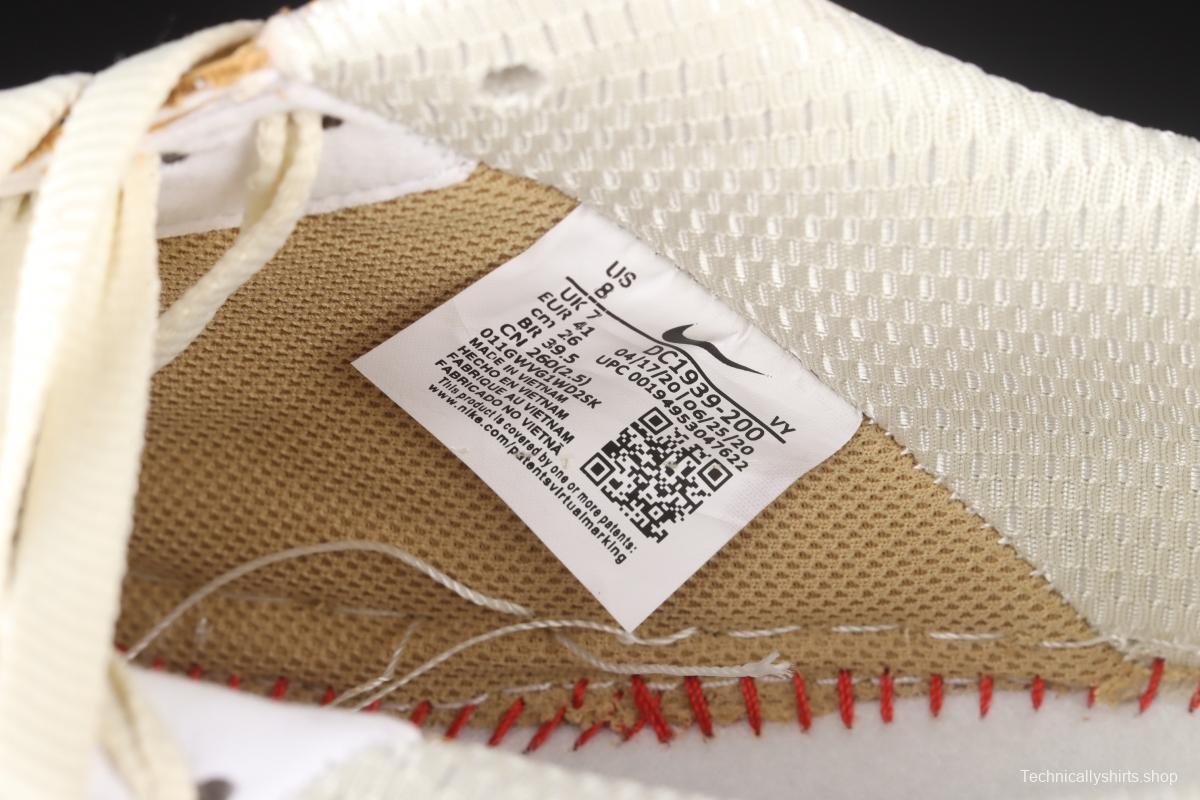 US
8
UK 7
EUR 41
cm 26
BR 39.5
CN 260(2.5)
011GWVG1WD2SK
MADE IN VIETNAM
HECHO EN VIETNAM
FABRIQUE AU VIETNAM
FABRICADO NO VIETNÃ
This product is covered by one or more patents:
www.nike.com/patentsvirtualmarking
VY
DC1939-200
04/17/20 | 06/25/20
UPC 00194953047622
Technicallyshirts.shop